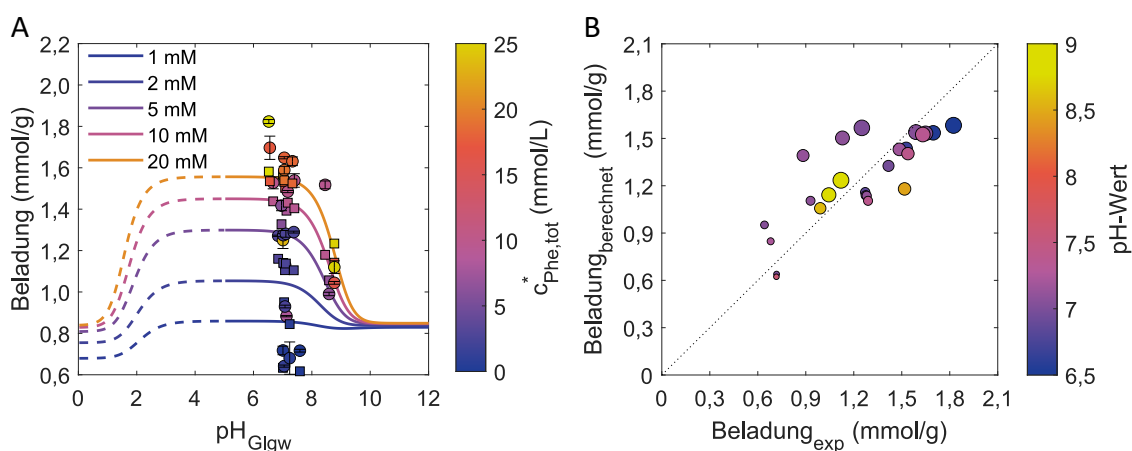 A
Beladung (mmol/g)
2,2
2,0
1,8
1,6
1,4
1,2
1,0
0,8
0,6
1 mM
2 mM
5 mM
10 mM
20 mM
0 2 4 6 8 10 12
pH_Glgw
25
20
15
10
5
0
c*_Phe,tot (mmol/L)
B
Beladung_berechnet (mmol/g)
2,1
1,8
1,5
1,2
0,9
0,6
0,3
0
0 0,3 0,6 0,9 1,2 1,5 1,8 2,1
Beladung_exp (mmol/g)
9
8,5
8
7,5
7
6,5
pH-Wert